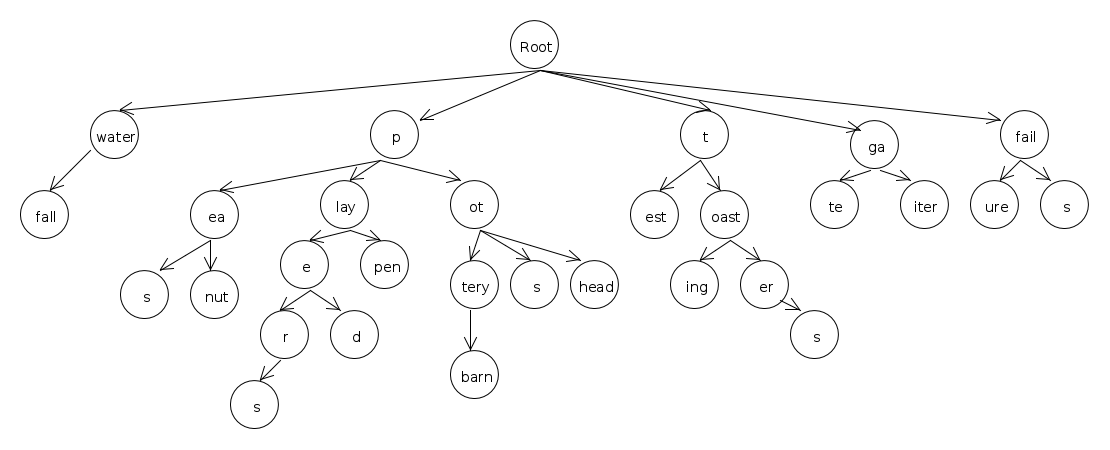 Root
water p t ga fail
fall ea lay ot est oast te iter ure s
s nut e pen tery s head ing er
r d s
s barn